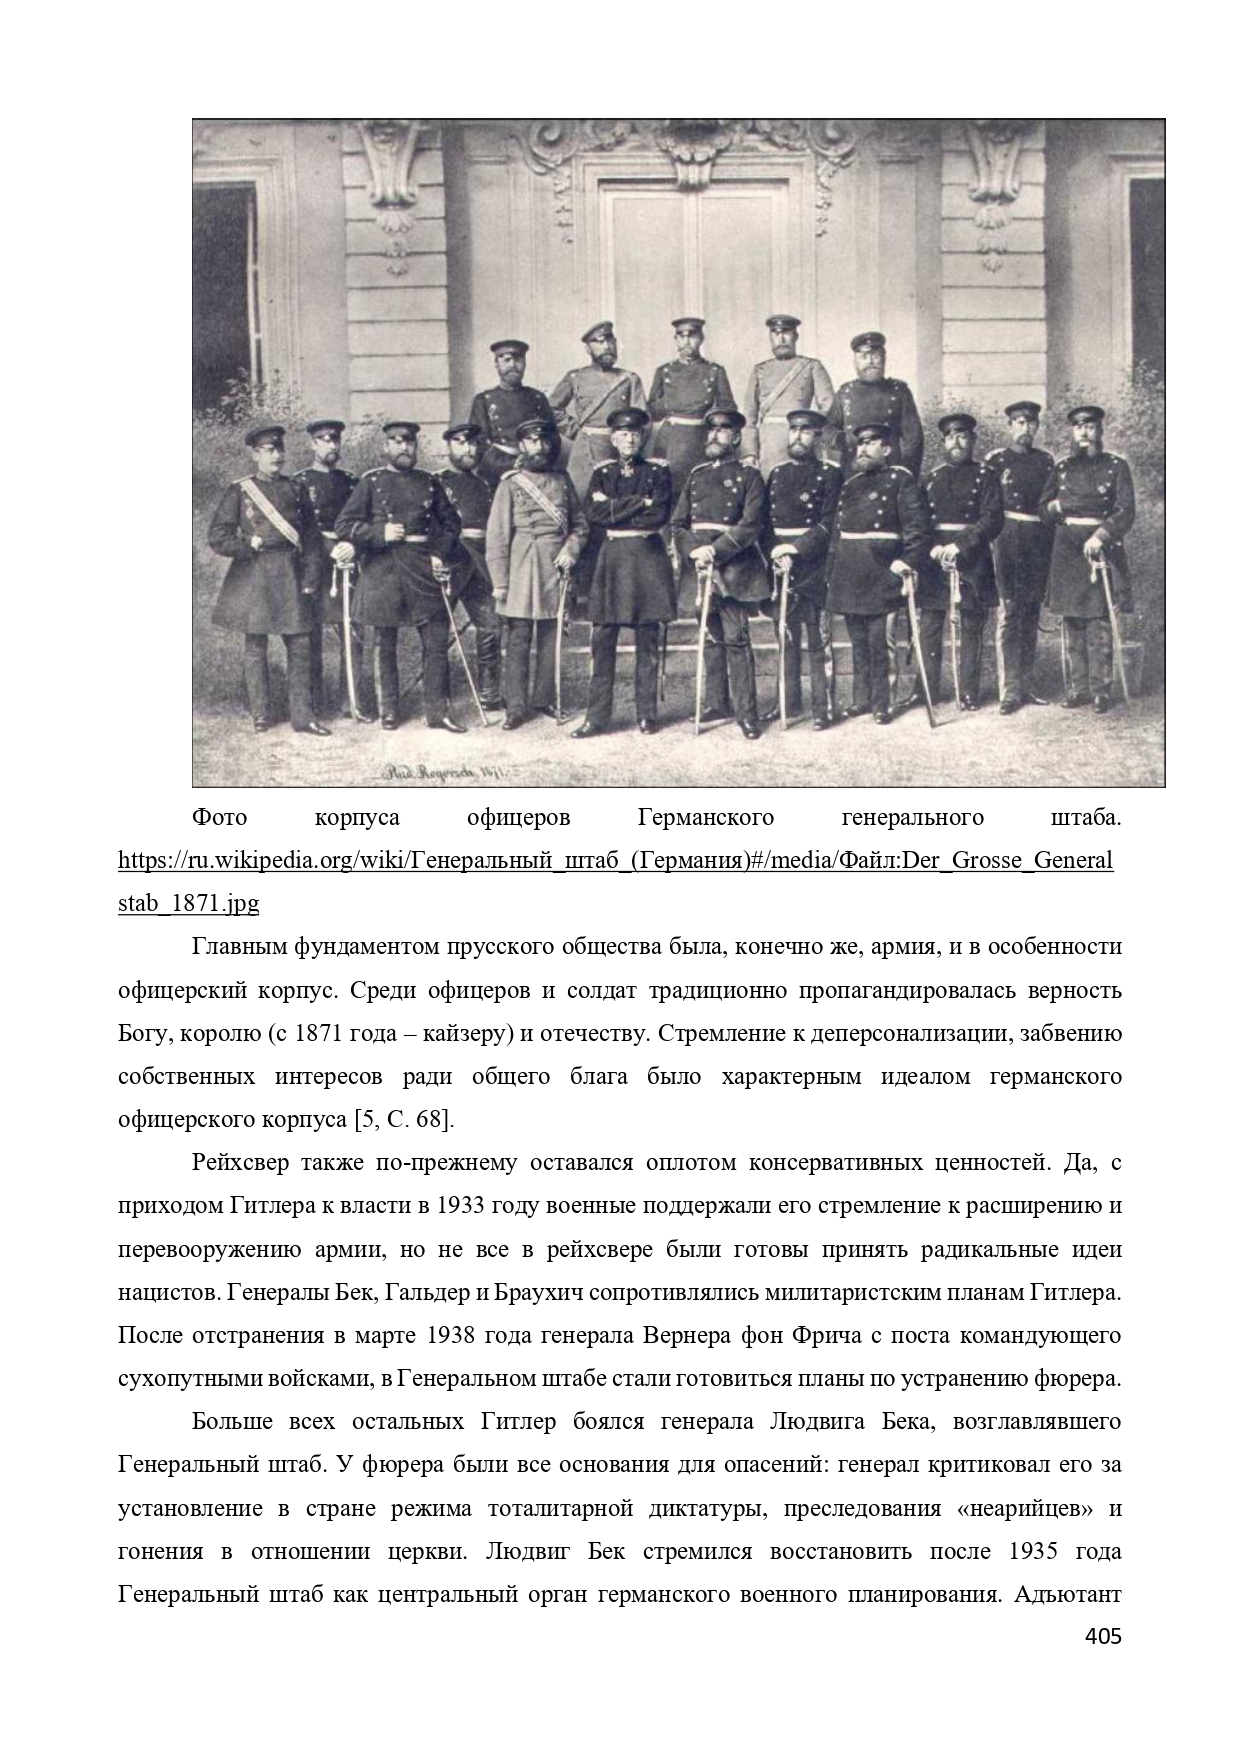 Фото корпуса офицеров Германского генерального штаба.
https://ru.wikipedia.org/wiki/Генеральный_штаб_(Германия)#/media/Файл:Der_Grosse_General
stab_1871.jpg
Главным фундаментом прусского общества была, конечно же, армия, и в особенности
офицерский корпус. Среди офицеров и солдат традиционно пропагандировалась верность
Богу, королю (с 1871 года – кайзеру) и отечеству. Стремление к деперсонализации, забвению
собственных интересов ради общего блага было характерным идеалом германского
офицерского корпуса [5, С. 68].
Рейхсвер также по-прежнему оставался оплотом консервативных ценностей. Да, с
приходом Гитлера к власти в 1933 году военные поддержали его стремление к расширению и
перевооружению армии, но не все в рейхсвере были готовы принять радикальные идеи
нацистов. Генералы Бек, Гальдер и Браухич сопротивлялись милитаристским планам Гитлера.
После отстранения в марте 1938 года генерала Вернера фон Фрича с поста командующего
сухопутными войсками, в Генеральном штабе стали готовиться планы по устранению фюрера.
Больше всех остальных Гитлер боялся генерала Людвига Бека, возглавлявшего
Генеральный штаб. У фюрера были все основания для опасений: генерал критиковал его за
установление в стране режима тоталитарной диктатуры, преследования «неарийцев» и
гонения в отношении церкви. Людвиг Бек стремился восстановить после 1935 года
Генеральный штаб как центральный орган германского военного планирования. Адъютант
405